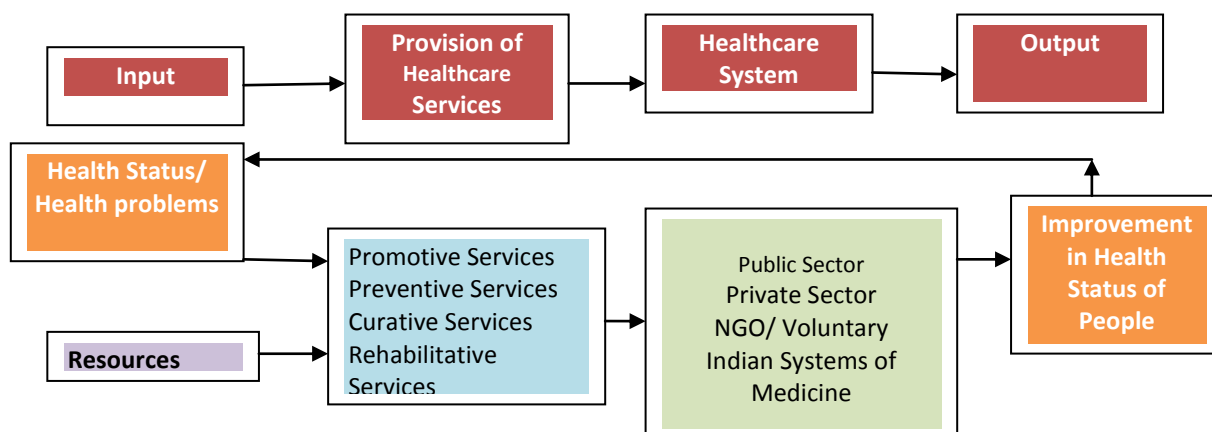 Input
Provision of
Healthcare
Services
Healthcare
System
Output
Health Status/
Health problems
Resources
Promotive Services
Preventive Services
Curative Services
Rehabilitative
Services
Public Sector
Private Sector
NGO/ Voluntary
Indian Systems of
Medicine
Improvement
in Health
Status of
People